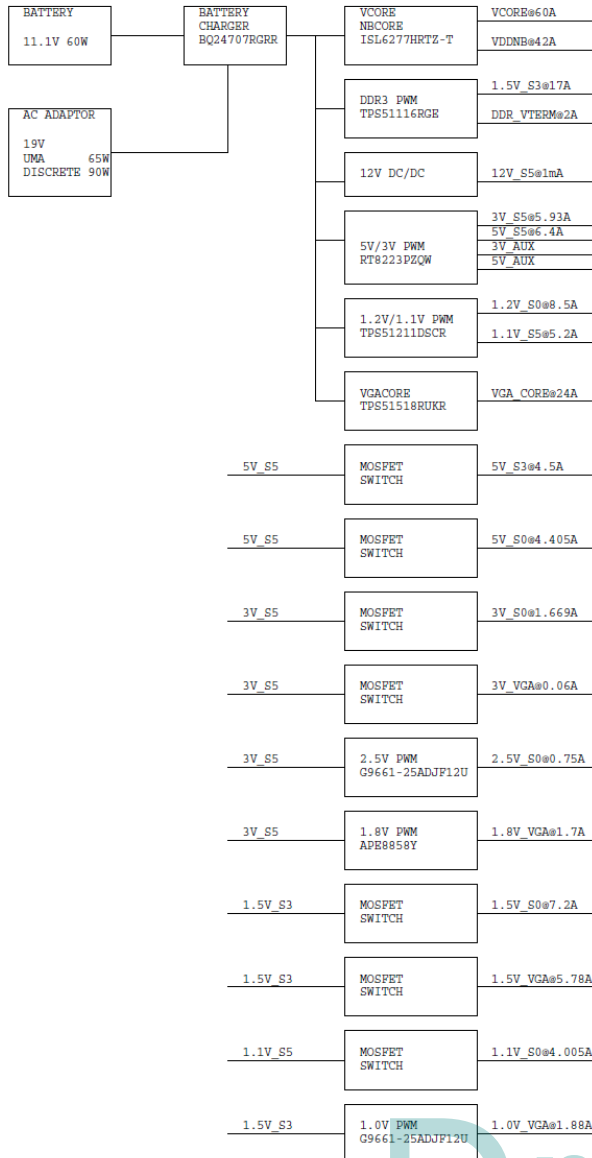 BATTERY
11.1V 60W
BATTERY
CHARGER
BQ24707RGRR
VCORE
NBCORE
ISL6277HRTZ-T
VCORE@60A
VDDNB@42A
AC ADAPTOR
19V
UMA 65W
DISCRETE 90W
DDR3 PWM
TPS51116RGE
1.5V_S3@17A
DDR_VTERM@2A
12V DC/DC
12V_S5@1mA
5V/3V PWM
RT8223PZQW
3V_S5@5.93A
5V_S5@6.4A
3V_AUX
5V_AUX
1.2V/1.1V PWM
TPS51211DSCR
1.2V_S0@8.5A
1.1V_S5@5.2A
VGACORE
TPS51518RUKR
VGA_CORE@24A
5V_S5
MOSFET
SWITCH
5V_S3@4.5A
5V_S5
MOSFET
SWITCH
5V_S0@4.405A
3V_S5
MOSFET
SWITCH
3V_S0@1.669A
3V_S5
MOSFET
SWITCH
3V_VGA@0.06A
3V_S5
2.5V PWM
G9661-25ADJF12U
2.5V_S0@0.75A
3V_S5
1.8V PWM
APE8858Y
1.8V_VGA@1.7A
1.5V_S3
MOSFET
SWITCH
1.5V_S0@7.2A
1.5V_S3
MOSFET
SWITCH
1.5V_VGA@5.78A
1.1V_S5
MOSFET
SWITCH
1.1V_S0@4.005A
1.5V_S3
1.0V PWM
G9661-25ADJF12U
1.0V_VGA@1.88A